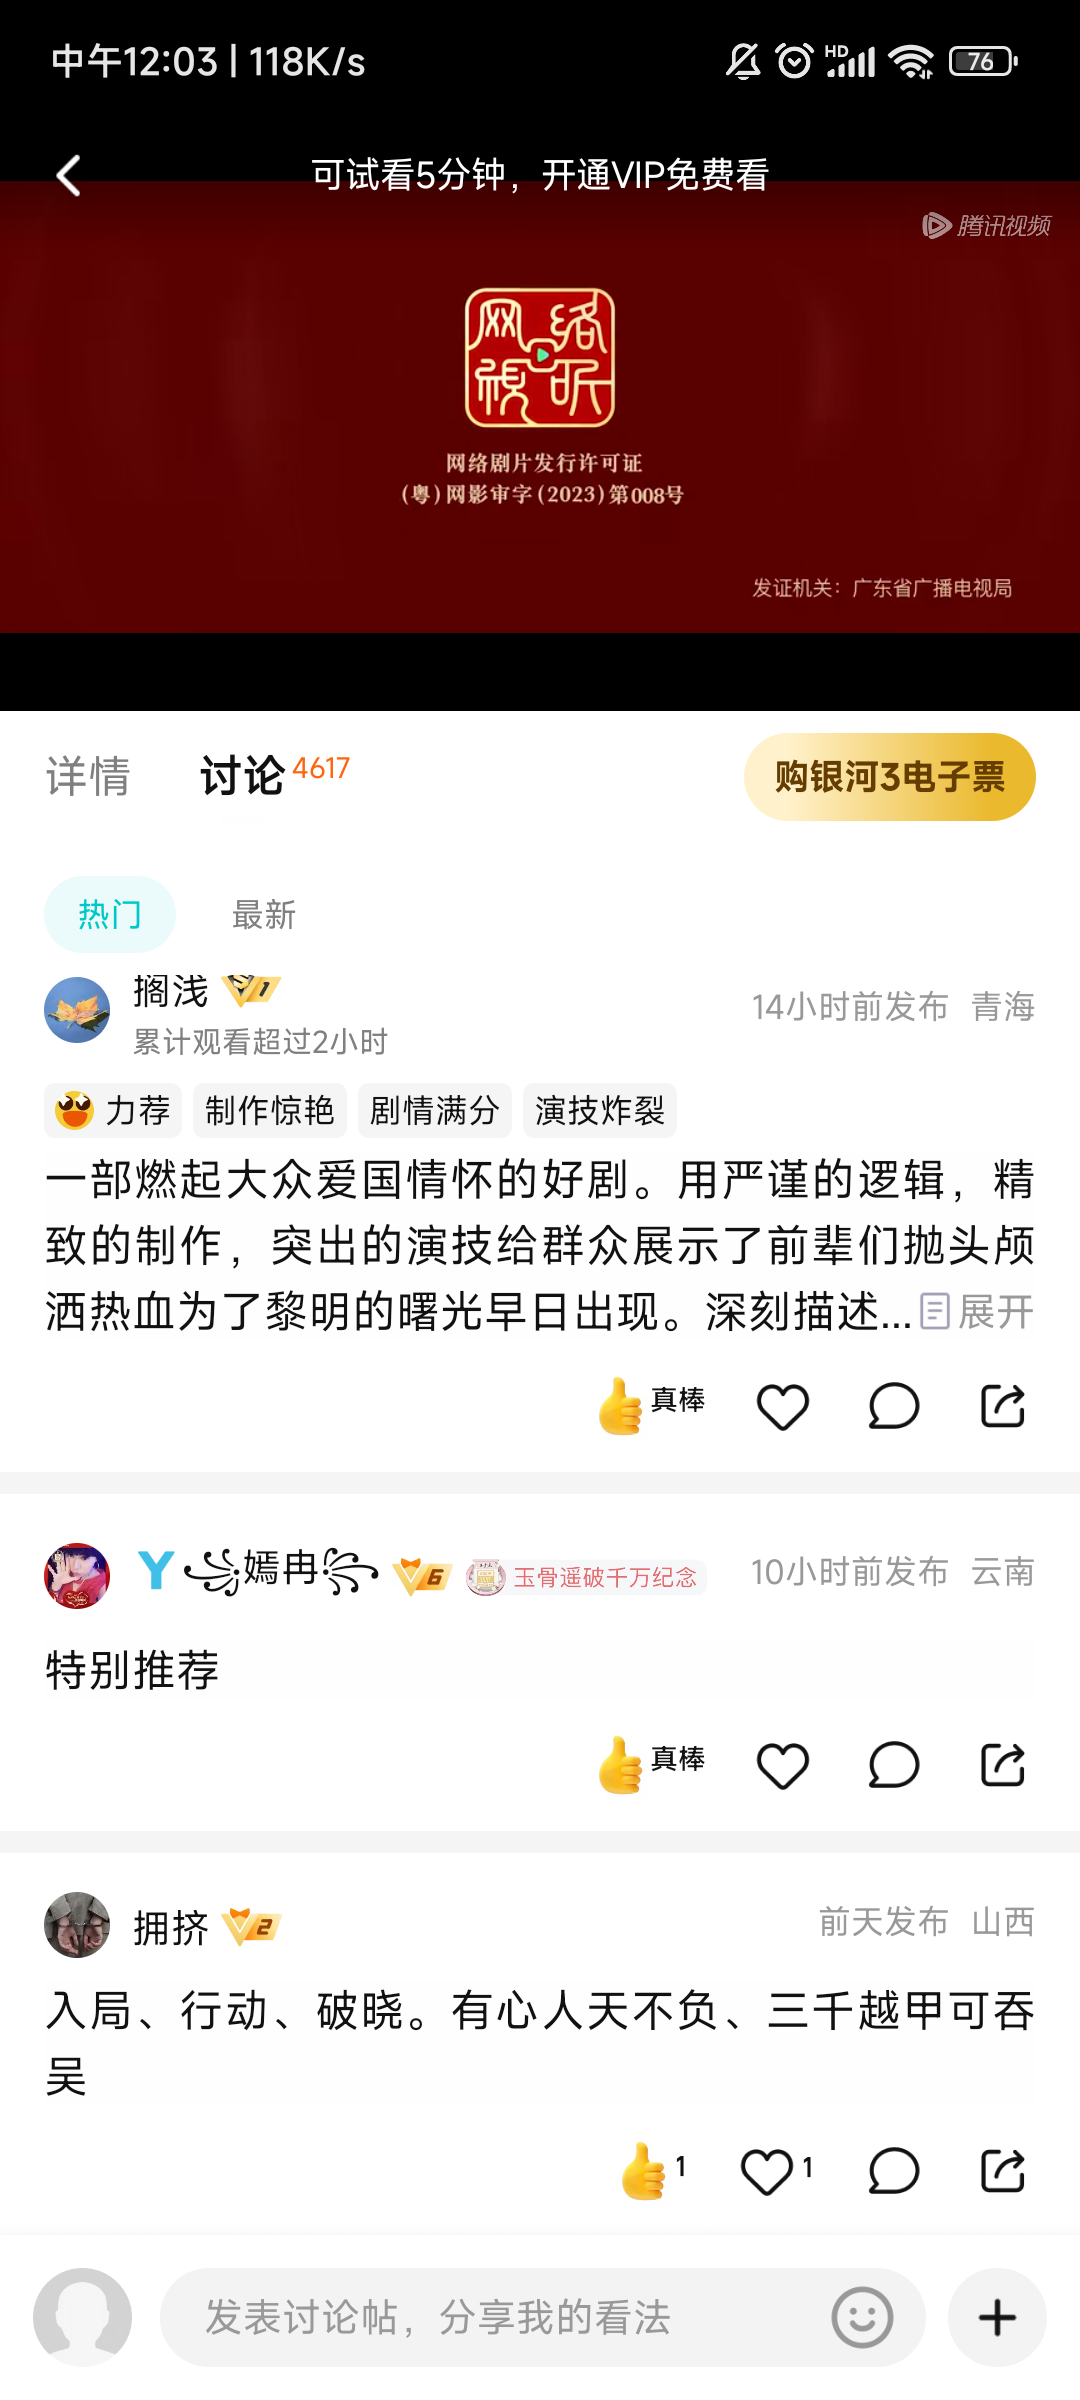 中午12:03 | 118K/s
HD
76
可试看5分钟，开通VIP免费看
腾讯视频
网络
视听
网络剧片发行许可证
(粤)网影审字(2023)第008号
发证机关：广东省广播电视局
详情 讨论 4617 购银河3电子票
热门 最新
搁浅 V1
14小时前发布 青海
累计观看超过2小时
力荐 制作惊艳 剧情满分 演技炸裂
一部燃起大众爱国情怀的好剧。用严谨的逻辑，精
致的制作，突出的演技给群众展示了前辈们抛头颅
洒热血为了黎明的曙光早日出现。深刻描述...展开
真棒
Y꧁嫣冉꧂ V6 玉骨遥破千万纪念 10小时前发布 云南
特别推荐
真棒
拥挤 V2 前天发布 山西
入局、行动、破晓。有心人天不负、三千越甲可吞
吴
1 1
发表讨论帖，分享我的看法